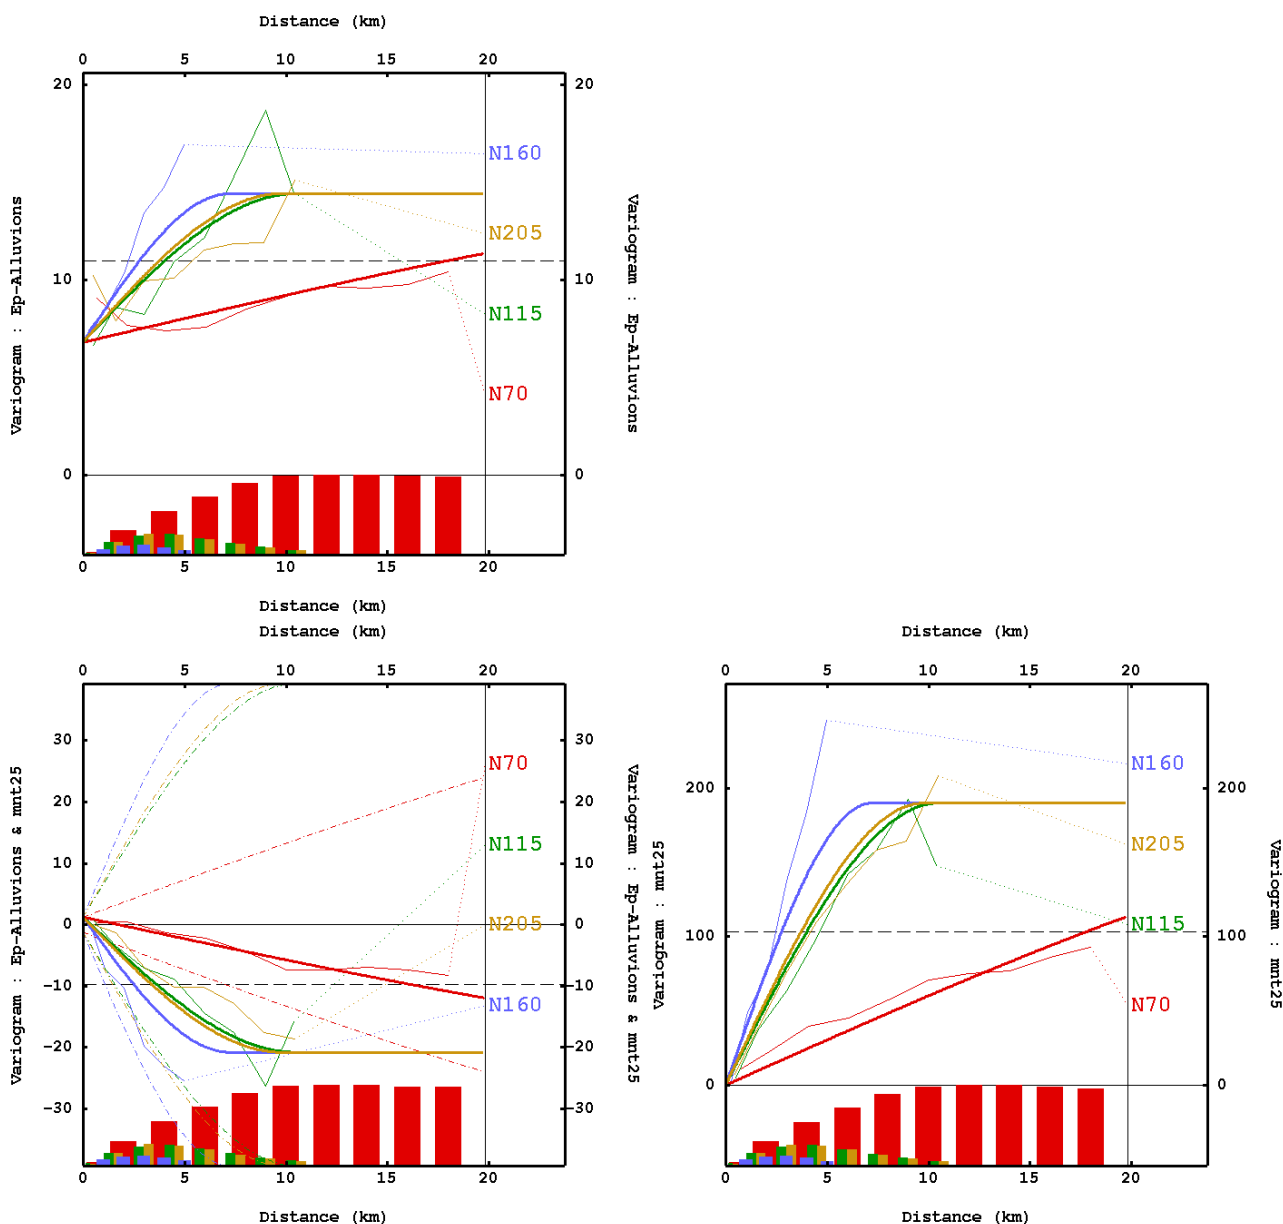 Distance (km)
0 5 10 15 20
20 20
N160
N205
10 10
N115
N70
0 0
Variogram : Ep-Alluvions
Variogram : Ep-Alluvions
0 5 10 15 20
Distance (km)
Distance (km)
0 5 10 15 20
30 30
N70
20 20
N115
10 10
N205
0 0
N160
-10 -10
-20 -20
-30 -30
Variogram : Ep-Alluvions & mnt25
Variogram : Ep-Alluvions & mnt25
0 5 10 15 20
Distance (km)
Distance (km)
0 5 10 15 20
N160
200 200
N205
N115
100 100
N70
0 0
Variogram : mnt25
Variogram : mnt25
0 5 10 15 20
Distance (km)